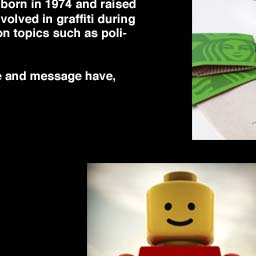 born in 1974 and raised
volved in graffiti during
on topics such as poli-
e and message have,